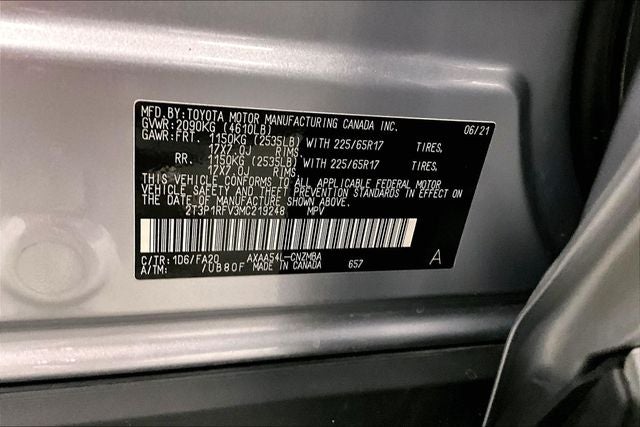 MFD.BY:TOYOTA MOTOR MANUFACTURING CANADA INC.
GVWR:2090KG (4610LB) 06/21
GAWR:FRT. 1150KG (2535LB) WITH 225/65R17 TIRES,
17X7.0J RIMS,
RR. 1150KG (2535LB) WITH 225/65R17 TIRES,
17X7.0J RIMS,
THIS VEHICLE CONFORMS TO ALL APPLICABLE FEDERAL MOTOR
VEHICLE SAFETY AND THEFT PREVENTION STANDARDS IN EFFECT ON
THE DATE OF MANUFACTURE SHOWN ABOVE.
2T3P1RFV3MC219248 MPV
C/TR:1D6/FA20 AXAA54L-CNZMBA
A/TM: /UB80F MADE IN CANADA 657 A